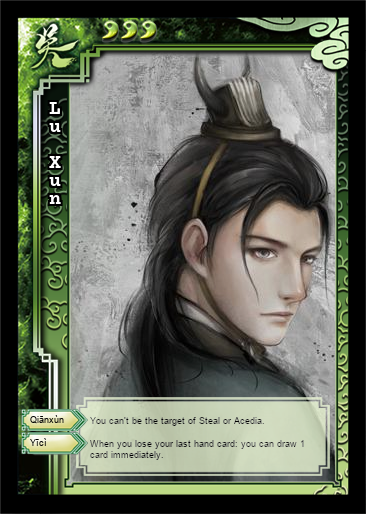 吴
Lu Xun
Qiānxùn
You can't be the target of Steal or Acedia.
Yīcì
When you lose your last hand card: you can draw 1
card immediately.